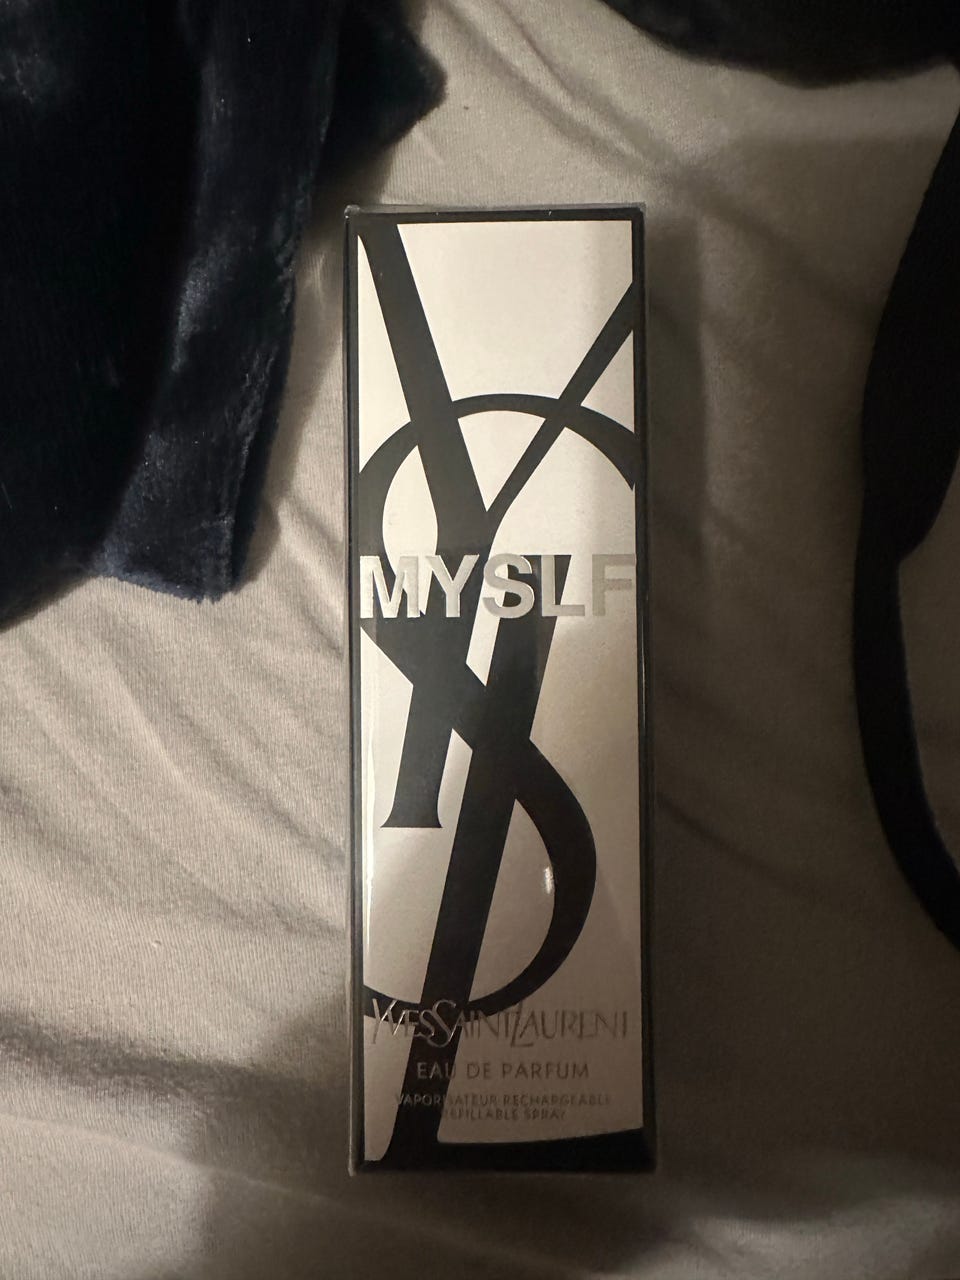 MYSLF
YVESSAINTLAURENT
EAU DE PARFUM
VAPORISATEUR RECHARGEABLE
REFILLABLE SPRAY